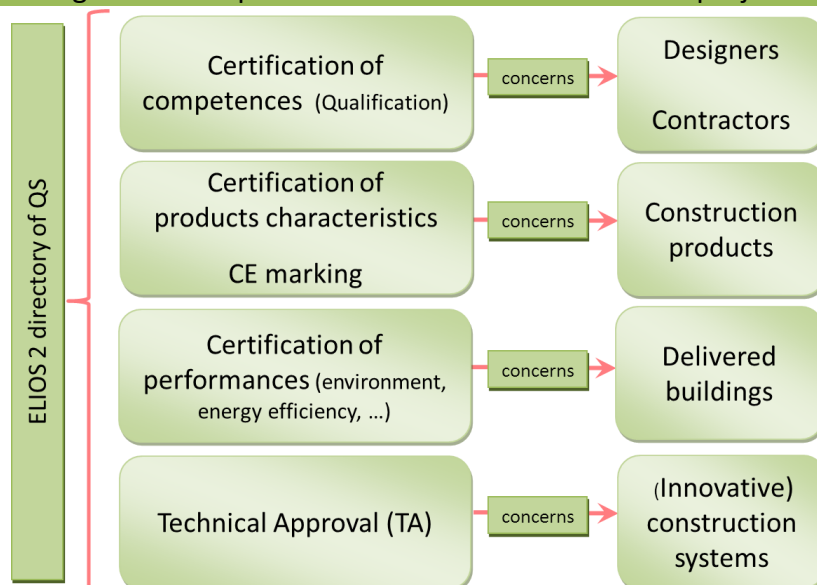 ELIOS 2 directory of QS
Certification of
competences (Qualification)
concerns
Designers
Contractors
Certification of
products characteristics
CE marking
concerns
Construction
products
Certification of
performances (environment,
energy efficiency, ...)
concerns
Delivered
buildings
Technical Approval (TA)
concerns
(Innovative)
construction
systems